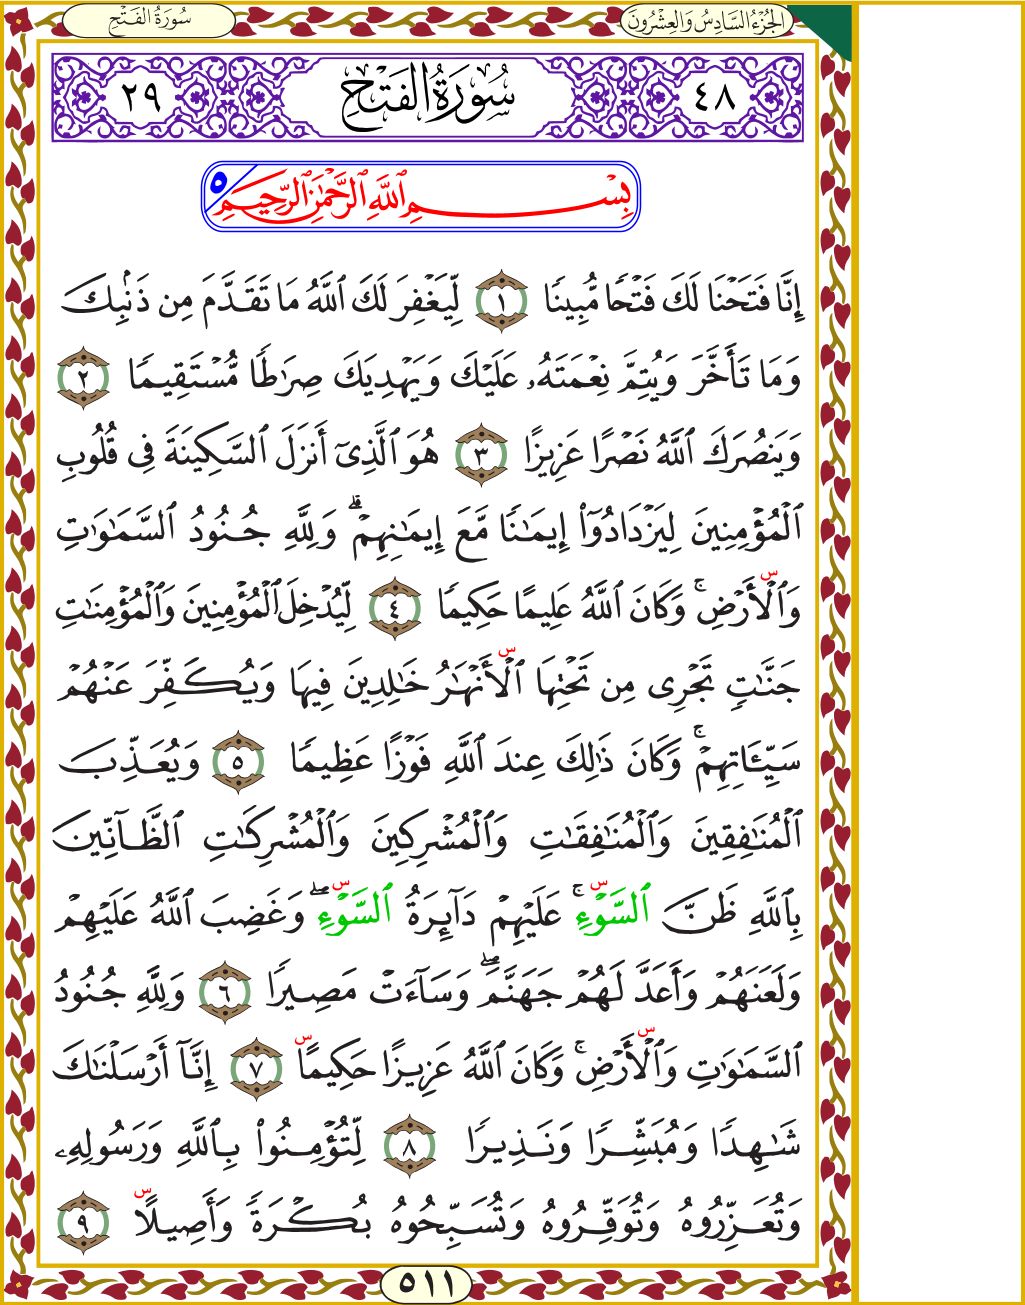 سُورَةُ الفَتْحِ
الجُزْءُ السَّادِسُ وَالعِشْرُونَ
٤٨ سُورَةُ الفَتْحِ ٢٩
بِسْمِ ٱللَّهِ ٱلرَّحْمَٰنِ ٱلرَّحِيمِ ٥
إِنَّا فَتَحْنَا لَكَ فَتْحًا مُّبِينًا ١ لِّيَغْفِرَ لَكَ ٱللَّهُ مَا تَقَدَّمَ مِن ذَنۢبِكَ
وَمَا تَأَخَّرَ وَيُتِمَّ نِعْمَتَهُۥ عَلَيْكَ وَيَهْدِيَكَ صِرَٰطًا مُّسْتَقِيمًا ٢
وَيَنصُرَكَ ٱللَّهُ نَصْرًا عَزِيزًا ٣ هُوَ ٱلَّذِىٓ أَنزَلَ ٱلسَّكِينَةَ فِى قُلُوبِ
ٱلْمُؤْمِنِينَ لِيَزْدَادُوٓا۟ إِيمَٰنًا مَّعَ إِيمَٰنِهِمْ ۗ وَلِلَّهِ جُنُودُ ٱلسَّمَٰوَٰتِ
وَٱلْأَرْضِ ۚ وَكَانَ ٱللَّهُ عَلِيمًا حَكِيمًا ٤ لِّيُدْخِلَ ٱلْمُؤْمِنِينَ وَٱلْمُؤْمِنَٰتِ
جَنَّٰتٍ تَجْرِى مِن تَحْتِهَا ٱلْأَنْهَٰرُ خَٰلِدِينَ فِيهَا وَيُكَفِّرَ عَنْهُمْ
سَيِّـَٔاتِهِمْ ۚ وَكَانَ ذَٰلِكَ عِندَ ٱللَّهِ فَوْزًا عَظِيمًا ٥ وَيُعَذِّبَ
ٱلْمُنَٰفِقِينَ وَٱلْمُنَٰفِقَٰتِ وَٱلْمُشْرِكِينَ وَٱلْمُشْرِكَٰتِ ٱلظَّآنِّينَ
بِٱللَّهِ ظَنَّ ٱلسَّوْءِ ۚ عَلَيْهِمْ دَآئِرَةُ ٱلسَّوْءِ ۖ وَغَضِبَ ٱللَّهُ عَلَيْهِمْ
وَلَعَنَهُمْ وَأَعَدَّ لَهُمْ جَهَنَّمَ ۖ وَسَآءَتْ مَصِيرًا ٦ وَلِلَّهِ جُنُودُ
ٱلسَّمَٰوَٰتِ وَٱلْأَرْضِ ۚ وَكَانَ ٱللَّهُ عَزِيزًا حَكِيمًا ٧ إِنَّآ أَرْسَلْنَٰكَ
شَٰهِدًا وَمُبَشِّرًا وَنَذِيرًا ٨ لِّتُؤْمِنُوا۟ بِٱللَّهِ وَرَسُولِهِۦ
وَتُعَزِّرُوهُ وَتُوَقِّرُوهُ وَتُسَبِّحُوهُ بُكْرَةً وَأَصِيلًا ٩
٥١١